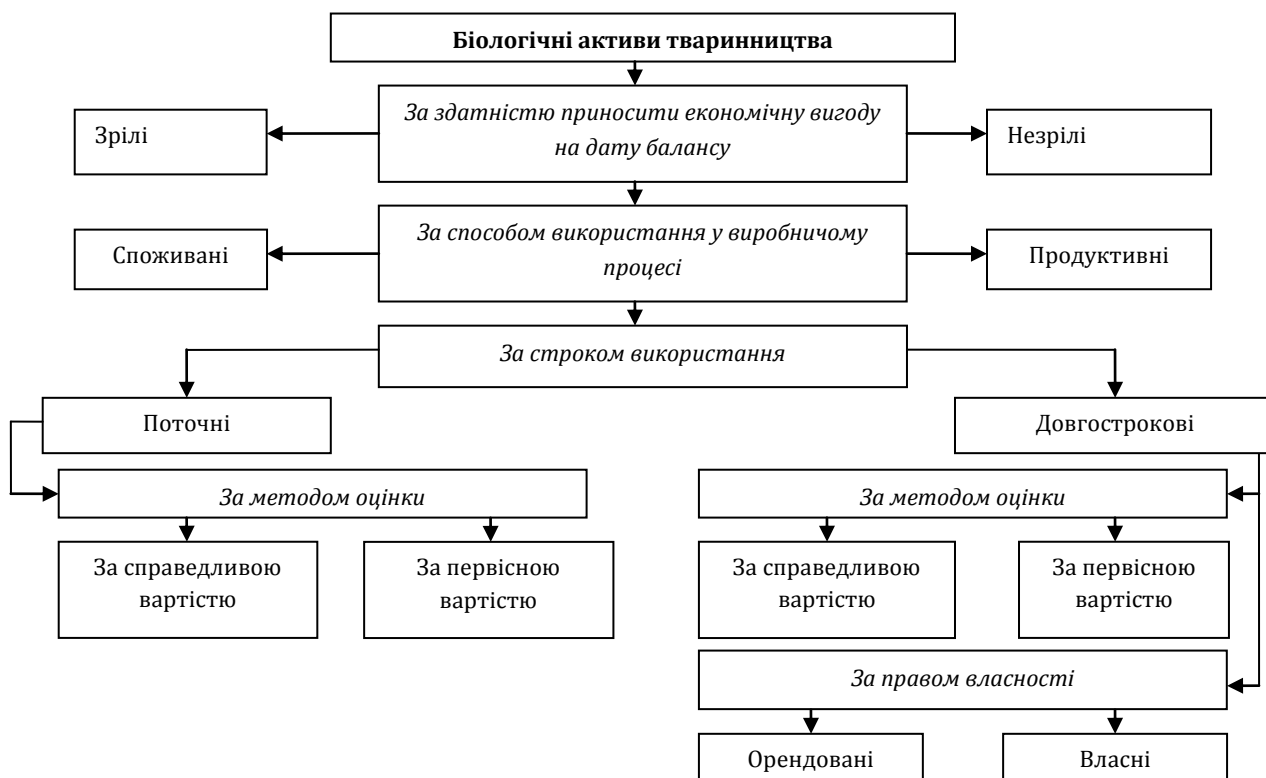 Біологічні активи тваринництва
За здатністю приносити економічну вигоду
на дату балансу
Зрілі
Незрілі
За способом використання у виробничому
процесі
Споживані
Продуктивні
За строком використання
Поточні
Довгострокові
За методом оцінки
За методом оцінки
За справедливою
вартістю
За первісною
вартістю
За справедливою
вартістю
За первісною
вартістю
За правом власності
Орендовані
Власні